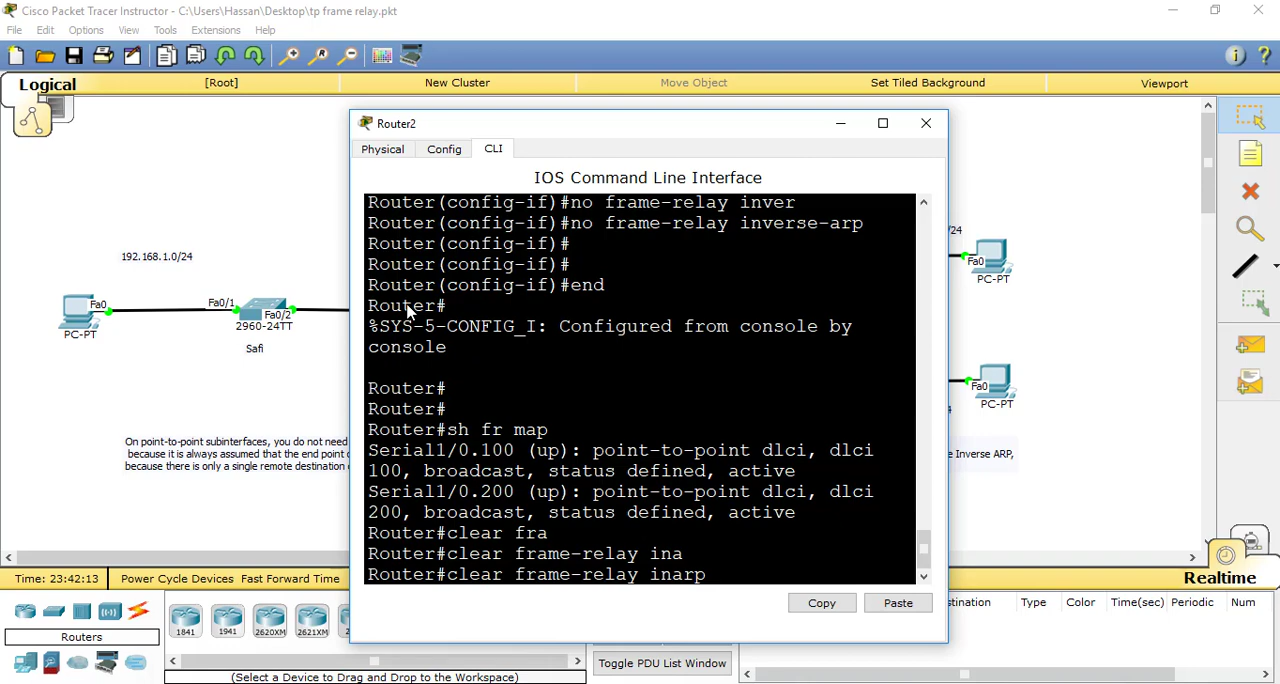 Cisco Packet Tracer Instructor - C:\Users\Hassan\Desktop\tp frame relay.pkt
File Edit Options View Tools Extensions Help
Logical [Root] New Cluster Move Object Set Tiled Background Viewport
Router2
Physical Config CLI
IOS Command Line Interface
Router(config-if)#no frame-relay inver
Router(config-if)#no frame-relay inverse-arp
Router(config-if)#
Router(config-if)#
Router(config-if)#end
Router#
%SYS-5-CONFIG_I: Configured from console by
console
Router#
Router#
Router#sh fr map
Serial1/0.100 (up): point-to-point dlci, dlci
100, broadcast, status defined, active
Serial1/0.200 (up): point-to-point dlci, dlci
200, broadcast, status defined, active
Router#clear fra
Router#clear frame-relay ina
Router#clear frame-relay inarp
Copy Paste
192.168.1.0/24
Fa0
PC-PT
Fa0/1
Fa0/2
2960-24TT
Safi
/24
Fa0
PC-PT
Fa0
PC-PT
On point-to-point subinterfaces, you do not need
because it is always assumed that the end point o
because there is only a single remote destination
e Inverse ARP,
Time: 23:42:13 Power Cycle Devices Fast Forward Time
Realtime
Routers
1841 1941 2620XM 2621XM
(Select a Device to Drag and Drop to the Workspace)
Toggle PDU List Window
stination Type Color Time(sec) Periodic Num